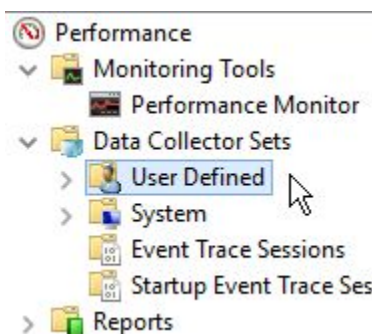 Performance
Monitoring Tools
Performance Monitor
Data Collector Sets
User Defined
System
Event Trace Sessions
Startup Event Trace Ses
Reports